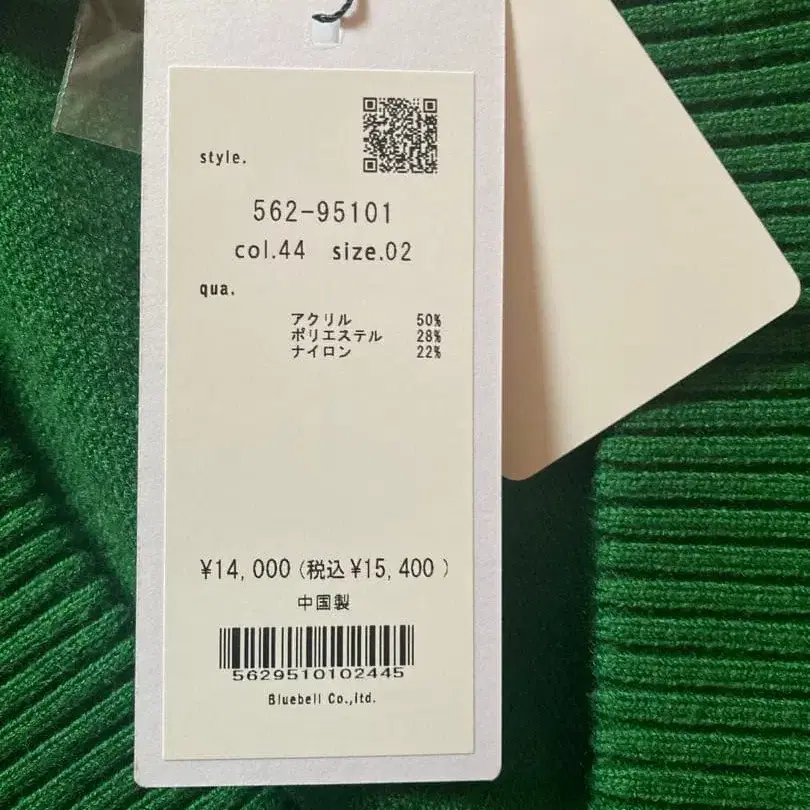 style.
562-95101
col.44 size.02
qua.
アクリル 50%
ポリエステル 28%
ナイロン 22%
¥14,000(税込¥15,400)
中国製
5629510102445
Bluebell Co.,ltd.